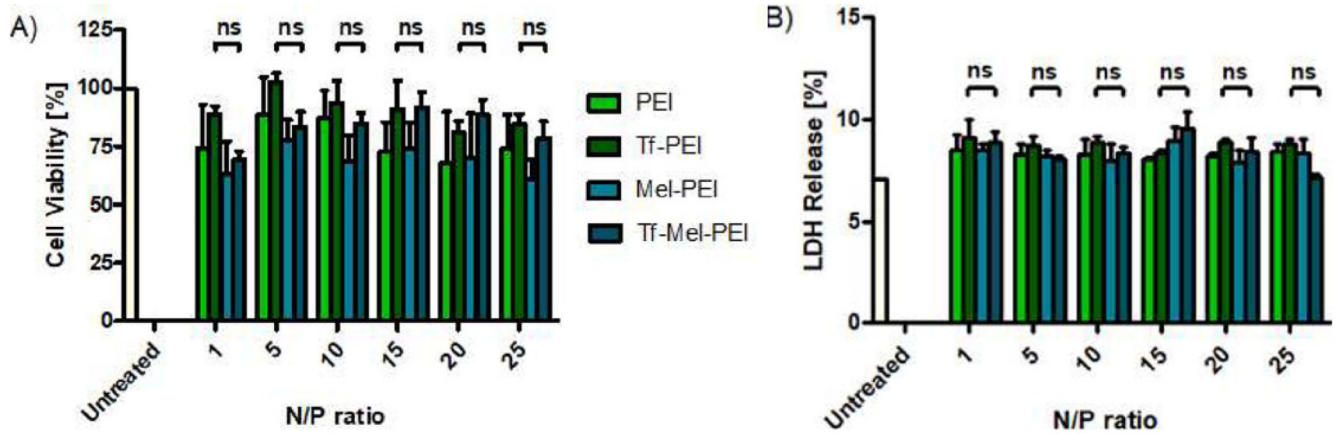 A)
Cell Viability [%]
125
100
75
50
25
0
ns ns ns ns ns ns
Untreated
1
5
10
15
20
25
N/P ratio
PEI
Tf-PEI
Mel-PEI
Tf-Mel-PEI
B)
LDH Release [%]
15
10
5
0
ns ns ns ns ns ns
Untreated
1
5
10
15
20
25
N/P ratio